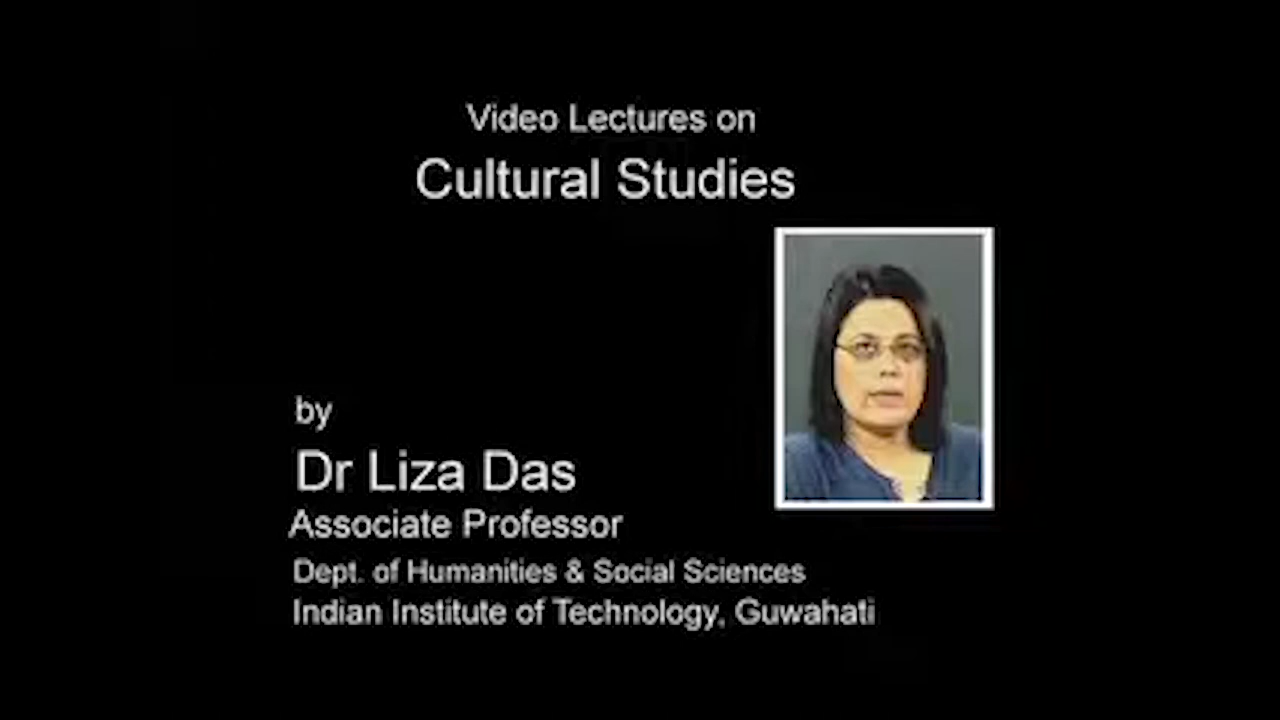 Video Lectures on
Cultural Studies
by
Dr Liza Das
Associate Professor
Dept. of Humanities & Social Sciences
Indian Institute of Technology, Guwahati